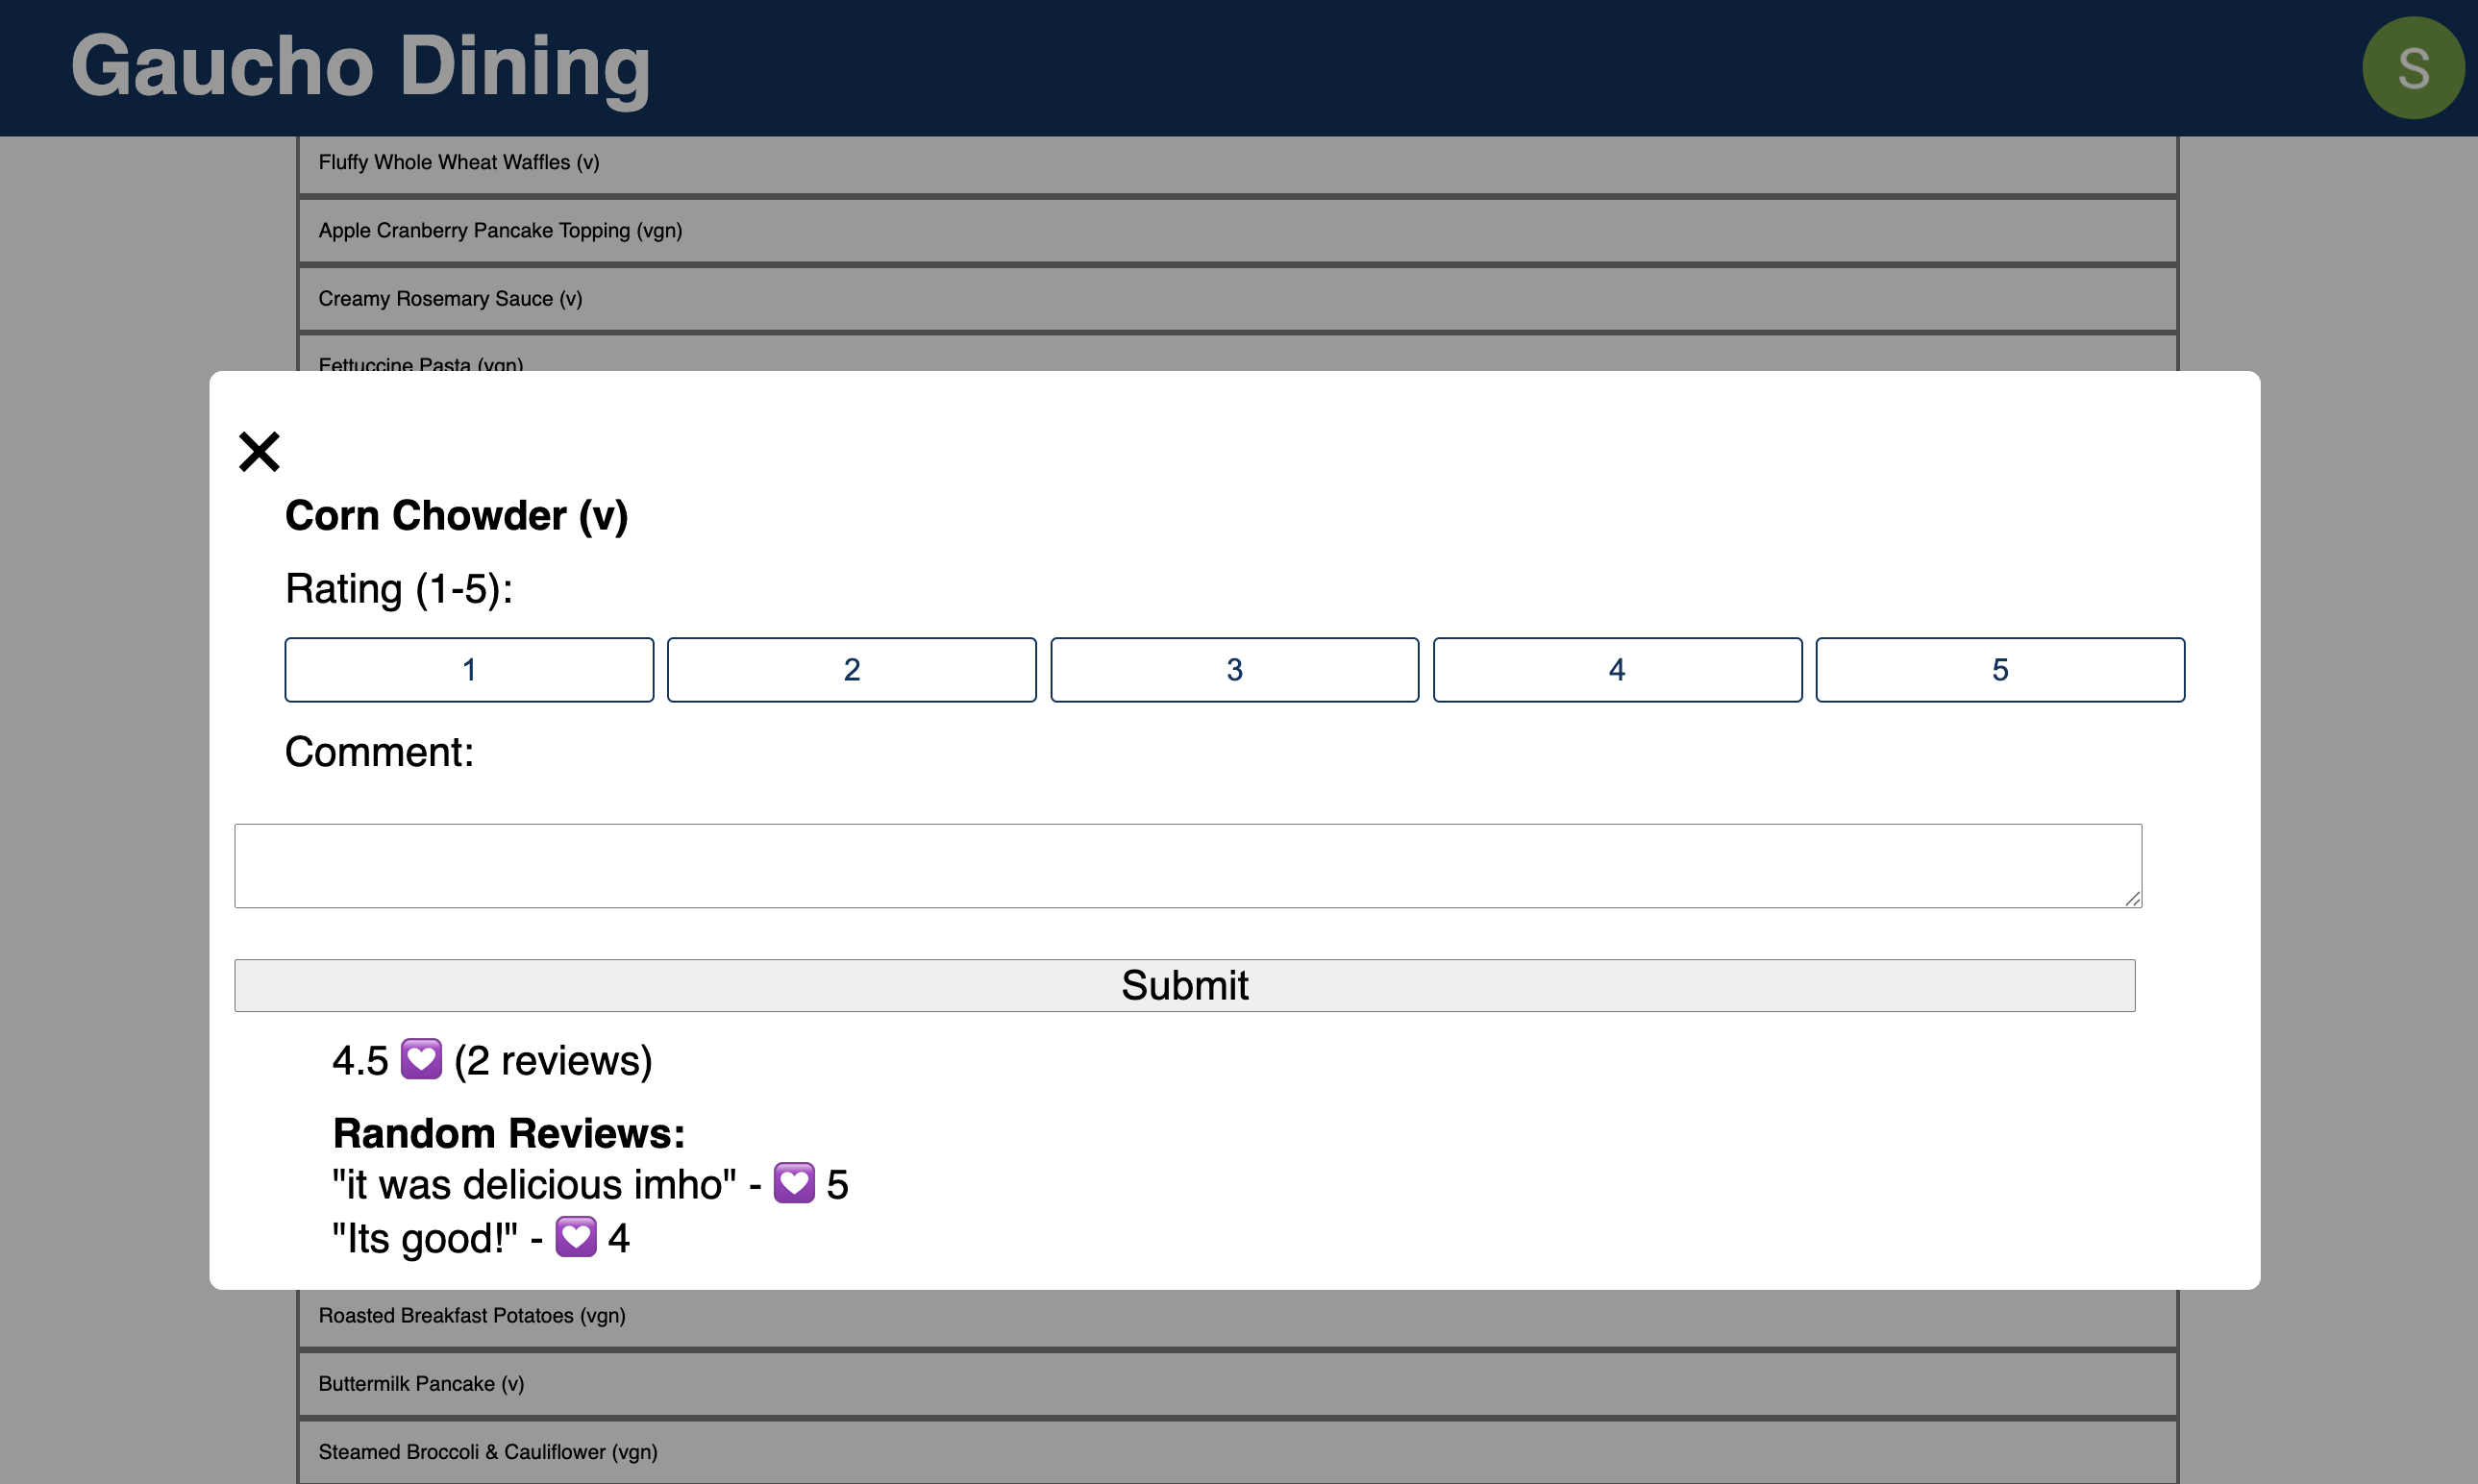 Gaucho Dining
S
Fluffy Whole Wheat Waffles (v)
Apple Cranberry Pancake Topping (vgn)
Creamy Rosemary Sauce (v)
Fettuccine Pasta (vgn)
Corn Chowder (v)
Rating (1-5):
1 2 3 4 5
Comment:
Submit
4.5 💟 (2 reviews)
Random Reviews:
"it was delicious imho" - 💟 5
"Its good!" - 💟 4
Roasted Breakfast Potatoes (vgn)
Buttermilk Pancake (v)
Steamed Broccoli & Cauliflower (vgn)